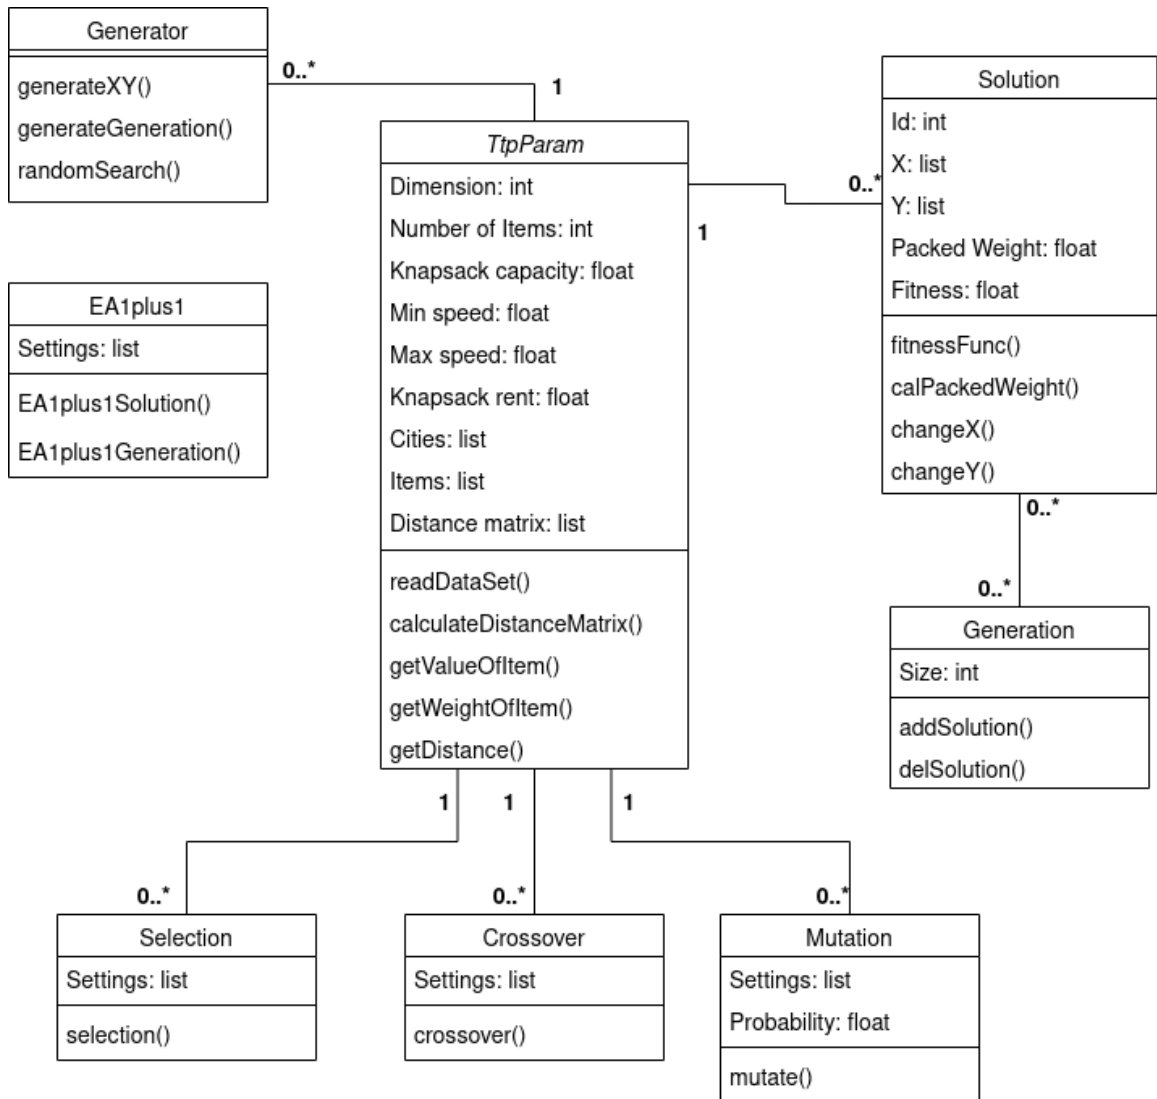 Generator
generateXY()
generateGeneration()
randomSearch()
0..*
1
TtpParam
Dimension: int
Number of Items: int
Knapsack capacity: float
Min speed: float
Max speed: float
Knapsack rent: float
Cities: list
Items: list
Distance matrix: list
readDataSet()
calculateDistanceMatrix()
getValueOfItem()
getWeightOfItem()
getDistance()
1
0..*
Solution
Id: int
X: list
Y: list
Packed Weight: float
Fitness: float
fitnessFunc()
calPackedWeight()
changeX()
changeY()
0..*
0..*
Generation
Size: int
addSolution()
delSolution()
EA1plus1
Settings: list
EA1plus1Solution()
EA1plus1Generation()
1
1
1
0..*
0..*
0..*
Selection
Settings: list
selection()
Crossover
Settings: list
crossover()
Mutation
Settings: list
Probability: float
mutate()